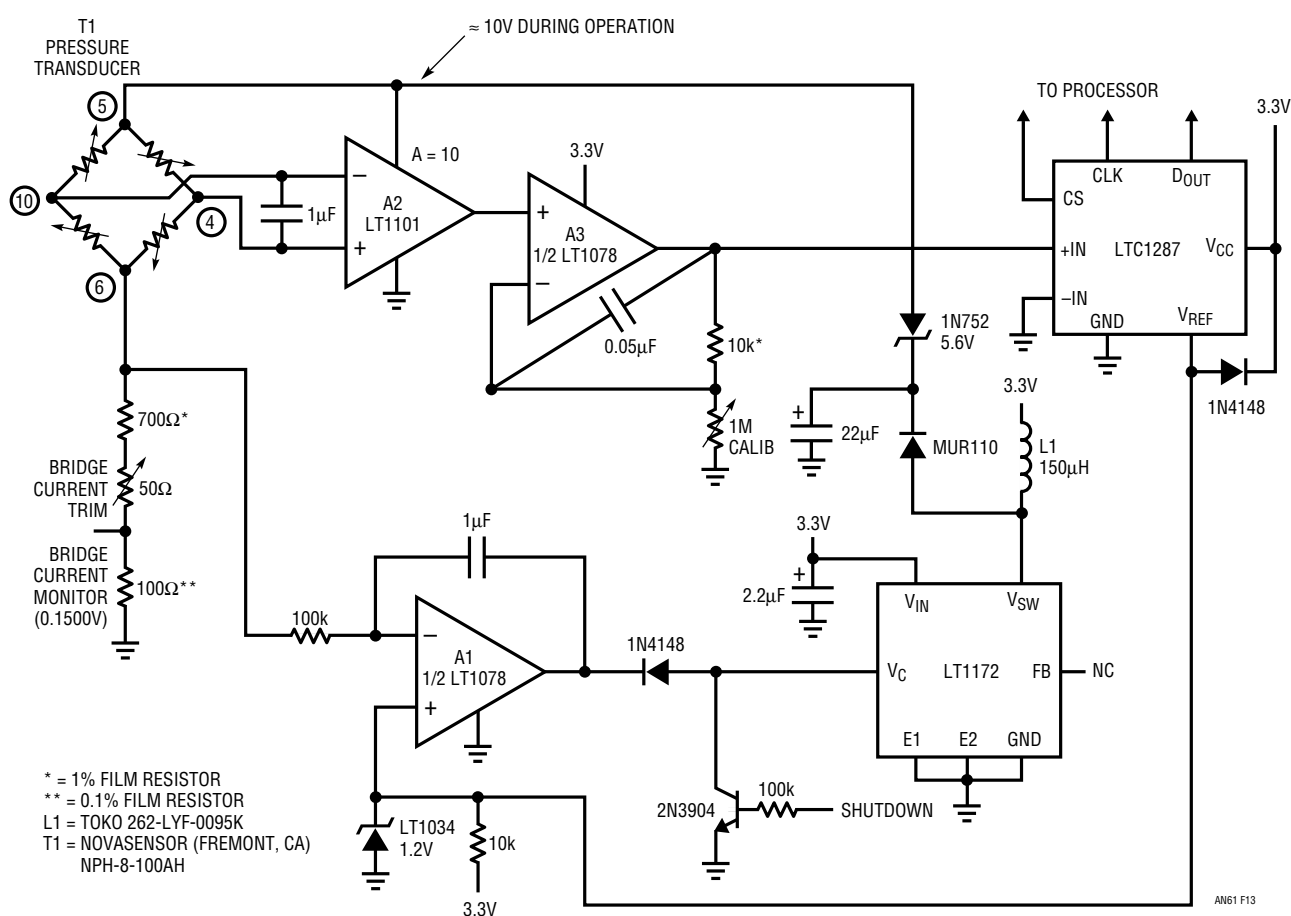 T1
PRESSURE
TRANSDUCER
≈ 10V DURING OPERATION
5
10
4
6
1µF
A = 10
A2
LT1101
−
+
3.3V
+
A3
1/2 LT1078
−
0.05µF
10k*
1M
CALIB
TO PROCESSOR
3.3V
CLK
DOUT
CS
+IN
LTC1287
VCC
−IN
GND
VREF
1N4148
1N752
5.6V
22µF
+
MUR110
3.3V
L1
150µH
700Ω*
BRIDGE
CURRENT
TRIM
50Ω
BRIDGE
CURRENT
MONITOR
(0.1500V)
100Ω**
100k
1µF
−
A1
1/2 LT1078
+
1N4148
3.3V
+
2.2µF
VIN
VSW
VC
LT1172
FB
NC
E1
E2
GND
2N3904
100k
SHUTDOWN
LT1034
1.2V
10k
3.3V
* = 1% FILM RESISTOR
** = 0.1% FILM RESISTOR
L1 = TOKO 262-LYF-0095K
T1 = NOVASENSOR (FREMONT, CA)
NPH-8-100AH
AN61 F13